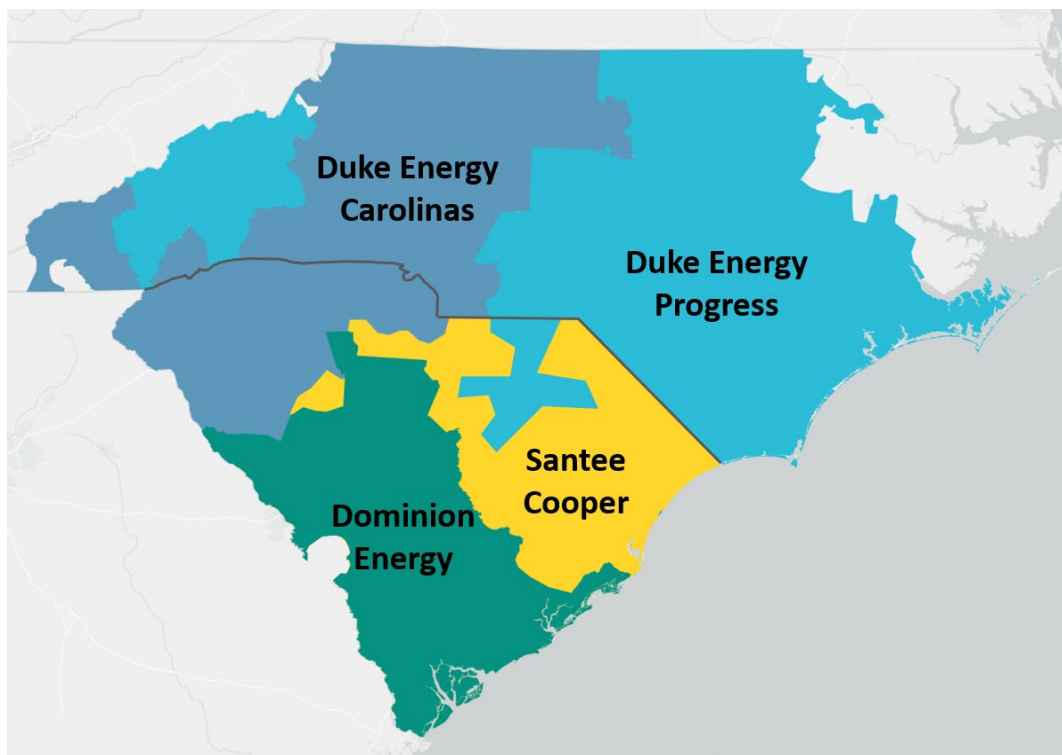 Duke Energy
Carolinas
Duke Energy
Progress
Santee
Cooper
Dominion
Energy